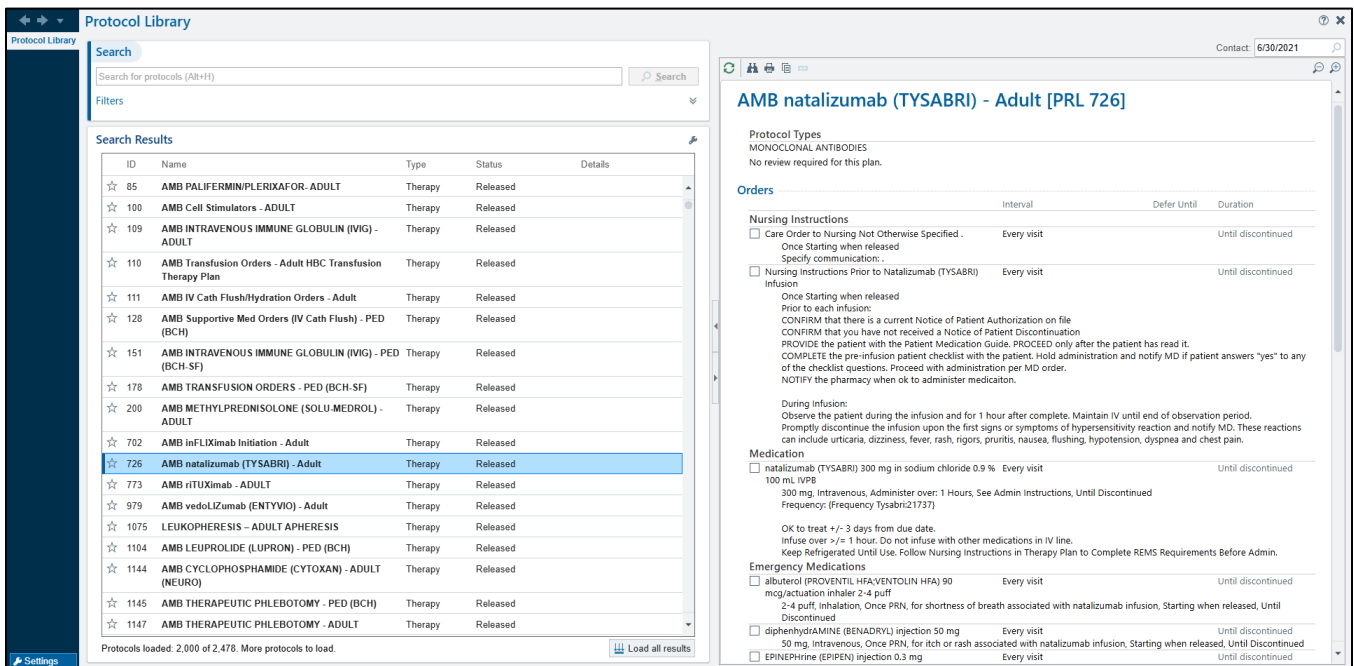 Protocol Library
Protocol Library
Search
Search for protocols (Alt+H)
Search
Filters
Search Results
ID Name Type Status Details
85 AMB PALIFERMIN/PLERIXAFOR- ADULT Therapy Released
100 AMB Cell Stimulators - ADULT Therapy Released
109 AMB INTRAVENOUS IMMUNE GLOBULIN (IVIG) - Therapy Released
ADULT
110 AMB Transfusion Orders - Adult HBC Transfusion Therapy Released
Therapy Plan
111 AMB IV Cath Flush/Hydration Orders - Adult Therapy Released
128 AMB Supportive Med Orders (IV Cath Flush) - PED Therapy Released
(BCH)
151 AMB INTRAVENOUS IMMUNE GLOBULIN (IVIG) - PED Therapy Released
(BCH-SF)
178 AMB TRANSFUSION ORDERS - PED (BCH-SF) Therapy Released
200 AMB METHYLPREDNISOLONE (SOLU-MEDROL) - Therapy Released
ADULT
702 AMB inFLIXimab Initiation - Adult Therapy Released
726 AMB natalizumab (TYSABRI) - Adult Therapy Released
773 AMB riTUXimab - ADULT Therapy Released
979 AMB vedoLIZumab (ENTYVIO) - Adult Therapy Released
1075 LEUKOPHERESIS – ADULT APHERESIS Therapy Released
1104 AMB LEUPROLIDE (LUPRON) - PED (BCH) Therapy Released
1144 AMB CYCLOPHOSPHAMIDE (CYTOXAN) - ADULT Therapy Released
(NEURO)
1145 AMB THERAPEUTIC PHLEBOTOMY - PED (BCH) Therapy Released
1147 AMB THERAPEUTIC PHLEBOTOMY - ADULT Therapy Released
Protocols loaded: 2,000 of 2,478. More protocols to load.
Load all results
Settings
Contact: 6/30/2021
AMB natalizumab (TYSABRI) - Adult [PRL 726]
Protocol Types
MONOCLONAL ANTIBODIES
No review required for this plan.
Orders
Interval Defer Until Duration
Nursing Instructions
Care Order to Nursing Not Otherwise Specified . Every visit Until discontinued
Once Starting when released
Specify communication: .
Nursing Instructions Prior to Natalizumab (TYSABRI) Every visit Until discontinued
Infusion
Once Starting when released
Prior to each infusion:
CONFIRM that there is a current Notice of Patient Authorization on file
CONFIRM that you have not received a Notice of Patient Discontinuation
PROVIDE the patient with the Patient Medication Guide. PROCEED only after the patient has read it.
COMPLETE the pre-infusion patient checklist with the patient. Hold administration and notify MD if patient answers "yes" to any
of the checklist questions. Proceed with administration per MD order.
NOTIFY the pharmacy when ok to administer medicaiton.
During Infusion:
Observe the patient during the infusion and for 1 hour after complete. Maintain IV until end of observation period.
Promptly discontinue the infusion upon the first signs or symptoms of hypersensitivity reaction and notify MD. These reactions
can include urticaria, dizziness, fever, rash, rigors, pruritis, nausea, flushing, hypotension, dyspnea and chest pain.
Medication
natalizumab (TYSABRI) 300 mg in sodium chloride 0.9 % Every visit Until discontinued
100 mL IVPB
300 mg, Intravenous, Administer over: 1 Hours, See Admin Instructions, Until Discontinued
Frequency: (Frequency Tysabri:21737)
OK to treat +/- 3 days from due date.
Infuse over >/= 1 hour. Do not infuse with other medications in IV line.
Keep Refrigerated Until Use. Follow Nursing Instructions in Therapy Plan to Complete REMS Requirements Before Admin.
Emergency Medications
albuterol (PROVENTIL HFA;VENTOLIN HFA) 90 Every visit Until discontinued
mcg/actuation inhaler 2-4 puff
2-4 puff, Inhalation, Once PRN, for shortness of breath associated with natalizumab infusion, Starting when released, Until
Discontinued
diphenhydrAMINE (BENADRYL) injection 50 mg Every visit Until discontinued
50 mg, Intravenous, Once PRN, for itch or rash associated with natalizumab infusion, Starting when released, Until Discontinued
EPINEPHrine (EPIPEN) injection 0.3 mg Every visit Until discontinued